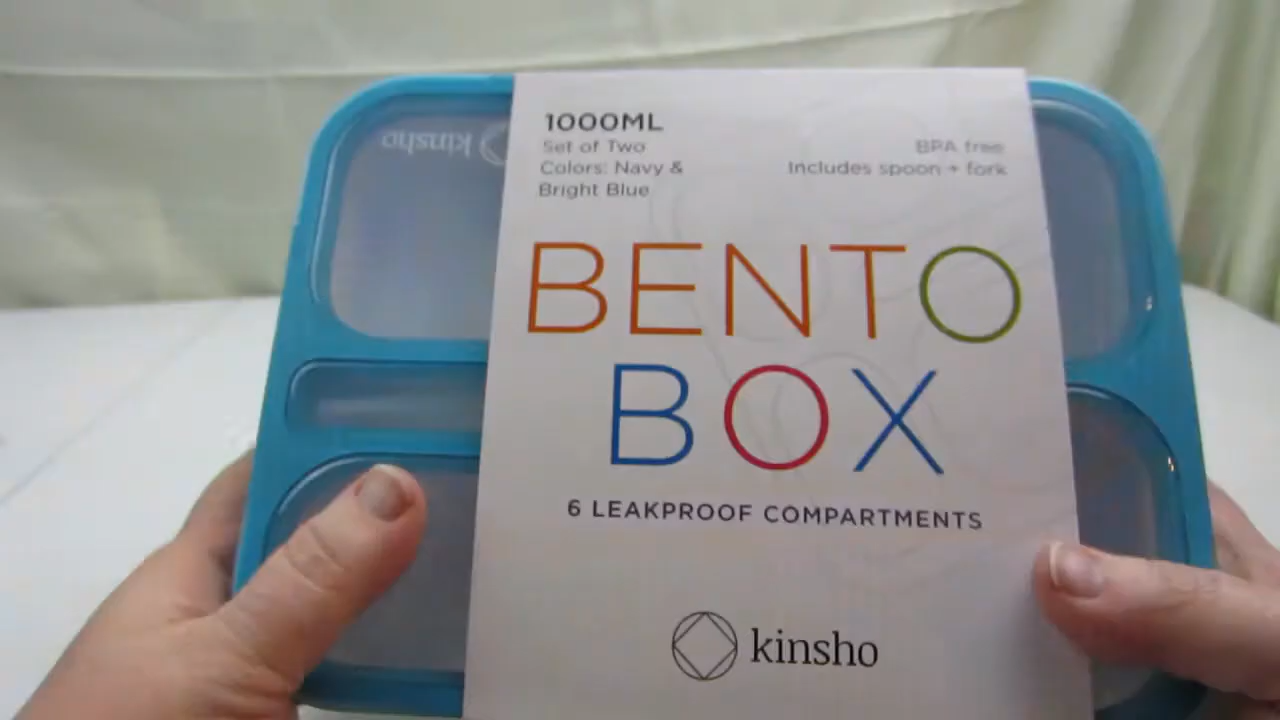 kinsho
1000ML
Set of Two
Colors: Navy &
Bright Blue
BPA free
Includes spoon + fork
BENTO
BOX
6 LEAKPROOF COMPARTMENTS
kinsho